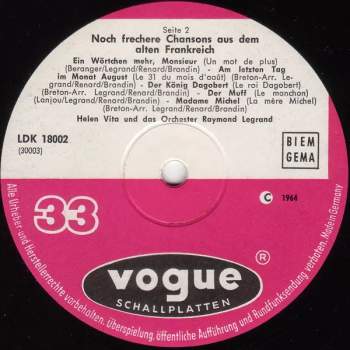 Seite 2
Noch frechere Chansons aus dem
alten Frankreich
Ein Wörtchen mehr, Monsieur (Un mot de plus)
(Beranger/Legrand/Renard/Brandin) - Am letzten Tag
im Monat August (Le 31 du mois d'août) (Breton-Arr. Le-
grand/Renard/Brandin) - Der König Dagobert (Le roi Dagobert)
(Breton-Arr. Legrand/Renard/Brandin) - Der Muff (Le manchon)
(Lanjou/Legrand/Renard/Brandin) - Madame Michel (La mère Michel)
(Breton-Arr. Legrand/Renard/Brandin)
Helen Vita und das Orchester Raymond Legrand
LDK 18002
(30003)
BIEM
GEMA
33
C 1964
vogue ®
SCHALLPLATTEN
Alle Urheber- und Herstellerrechte vorbehalten. Überspielung, öffentliche Aufführung und Rundfunksendung verboten. Made in Germany